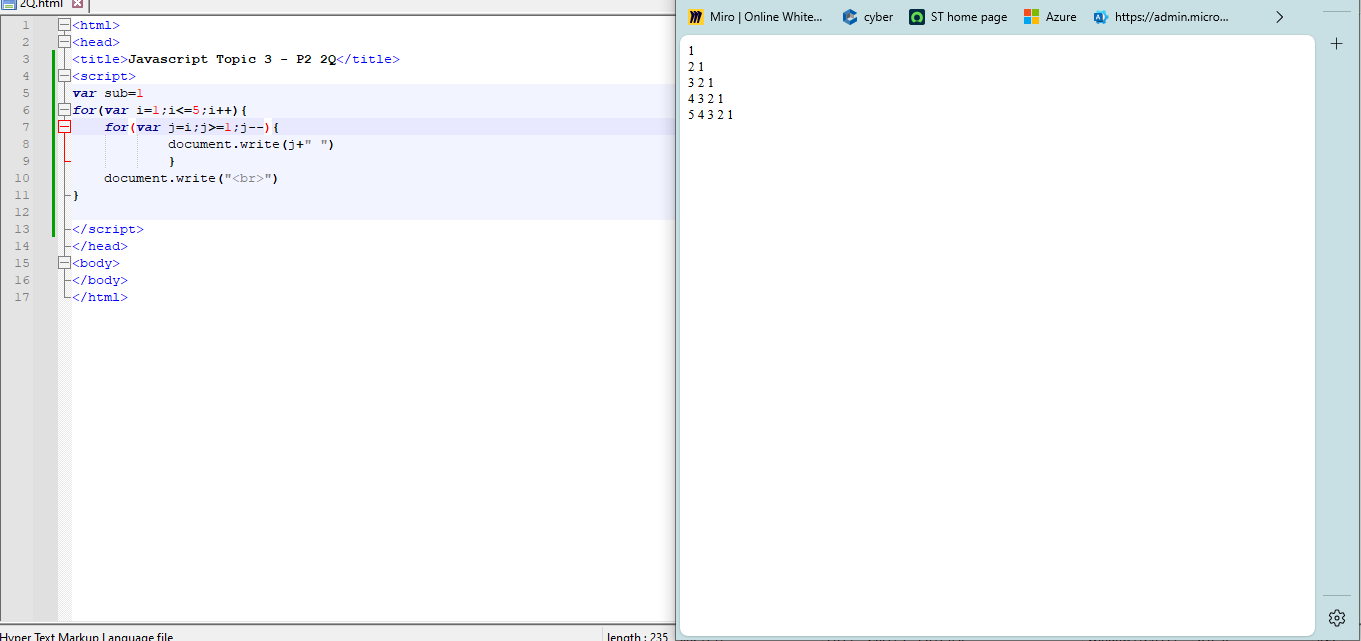 2Q.html
1 <html>
2 <head>
3 <title>Javascript Topic 3 - P2 2Q</title>
4 <script>
5 var sub=1
6 for(var i=1;i<=5;i++){
7 for(var j=i;j>=1;j--){
8 document.write(j+" ")
9 }
10 document.write("<br>")
11 }
12
13 </script>
14 </head>
15 <body>
16 </body>
17 </html>
Hyper Text Markup Language file length : 235
Miro | Online White... cyber ST home page Azure https://admin.micro...
1
2 1
3 2 1
4 3 2 1
5 4 3 2 1